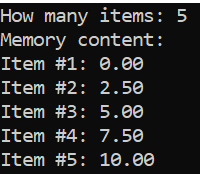 How many items: 5
Memory content:
Item #1: 0.00
Item #2: 2.50
Item #3: 5.00
Item #4: 7.50
Item #5: 10.00